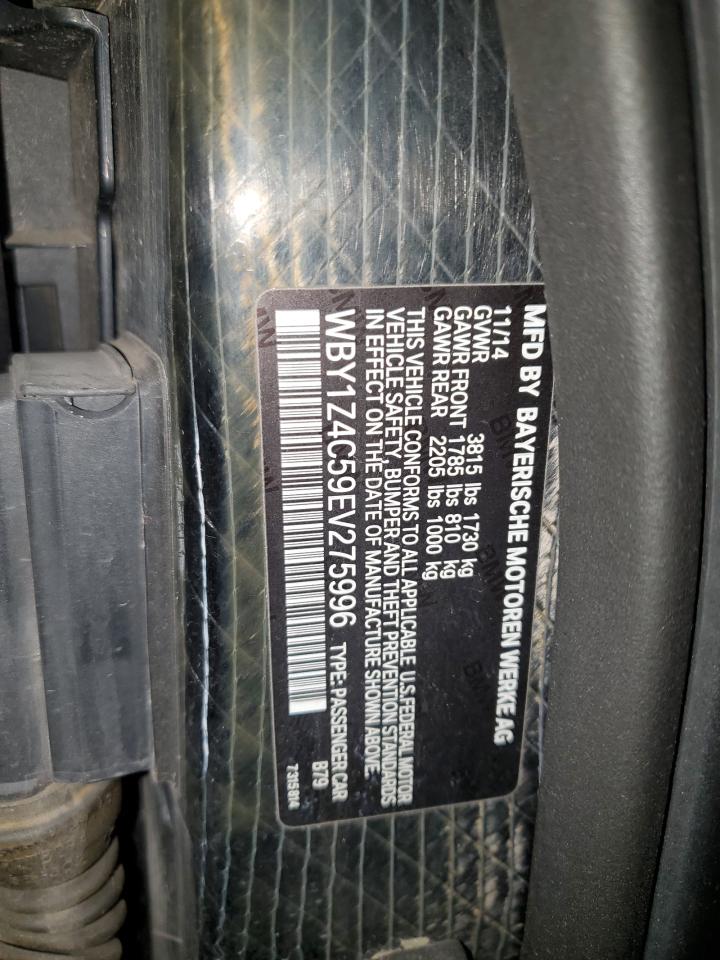 MFD BY BAYERISCHE MOTOREN WERKE AG
11/14
GVWR 3815 lbs 1730 kg
GAWR FRONT 1785 lbs 810 kg
GAWR REAR 2205 lbs 1000 kg
THIS VEHICLE CONFORMS TO ALL APPLICABLE U.S. FEDERAL MOTOR
VEHICLE SAFETY, BUMPER AND THEFT PREVENTION STANDARDS
IN EFFECT ON THE DATE OF MANUFACTURE SHOWN ABOVE
WBY1Z4C59EV275996 TYPE: PASSENGER CAR
B79
7315814